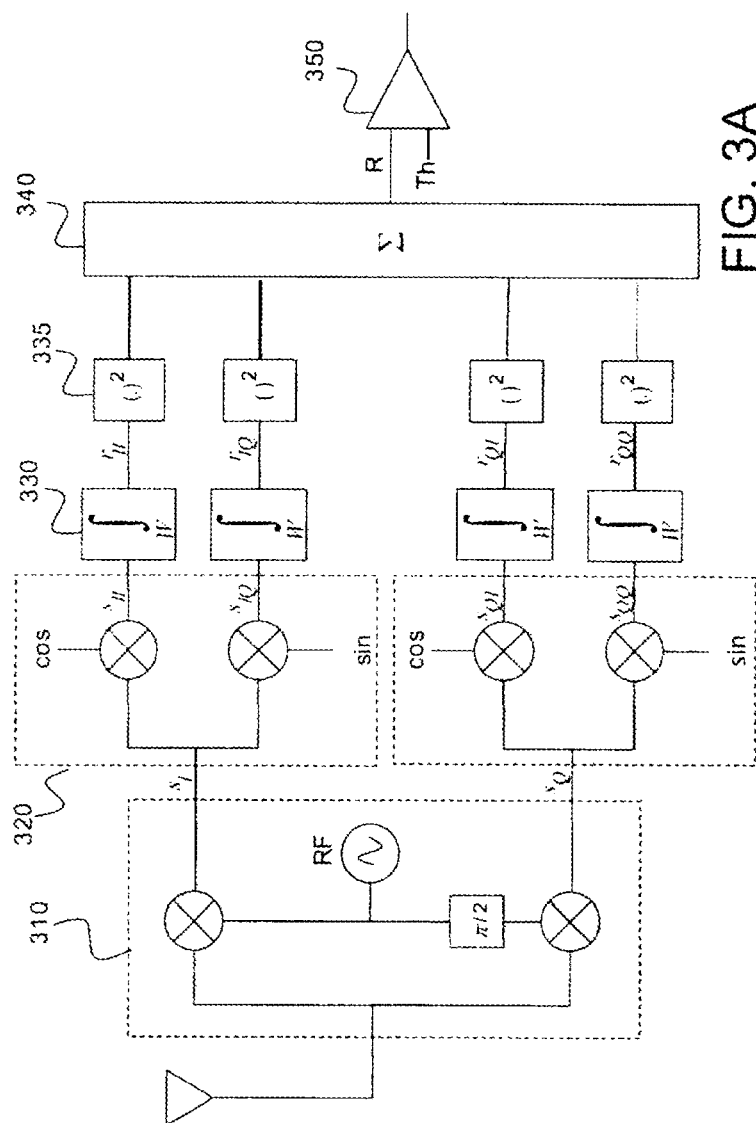 310
320
330
335
340
350
RF
π/2
s_I
s_Q
cos
sin
cos
sin
s_II
s_IQ
s_QI
s_QQ
∫ W
∫ W
∫ W
∫ W
r_II
r_IQ
r_QI
r_QQ
(.)²
( )²
( )²
(.)²
Σ
R
Th
FIG. 3A